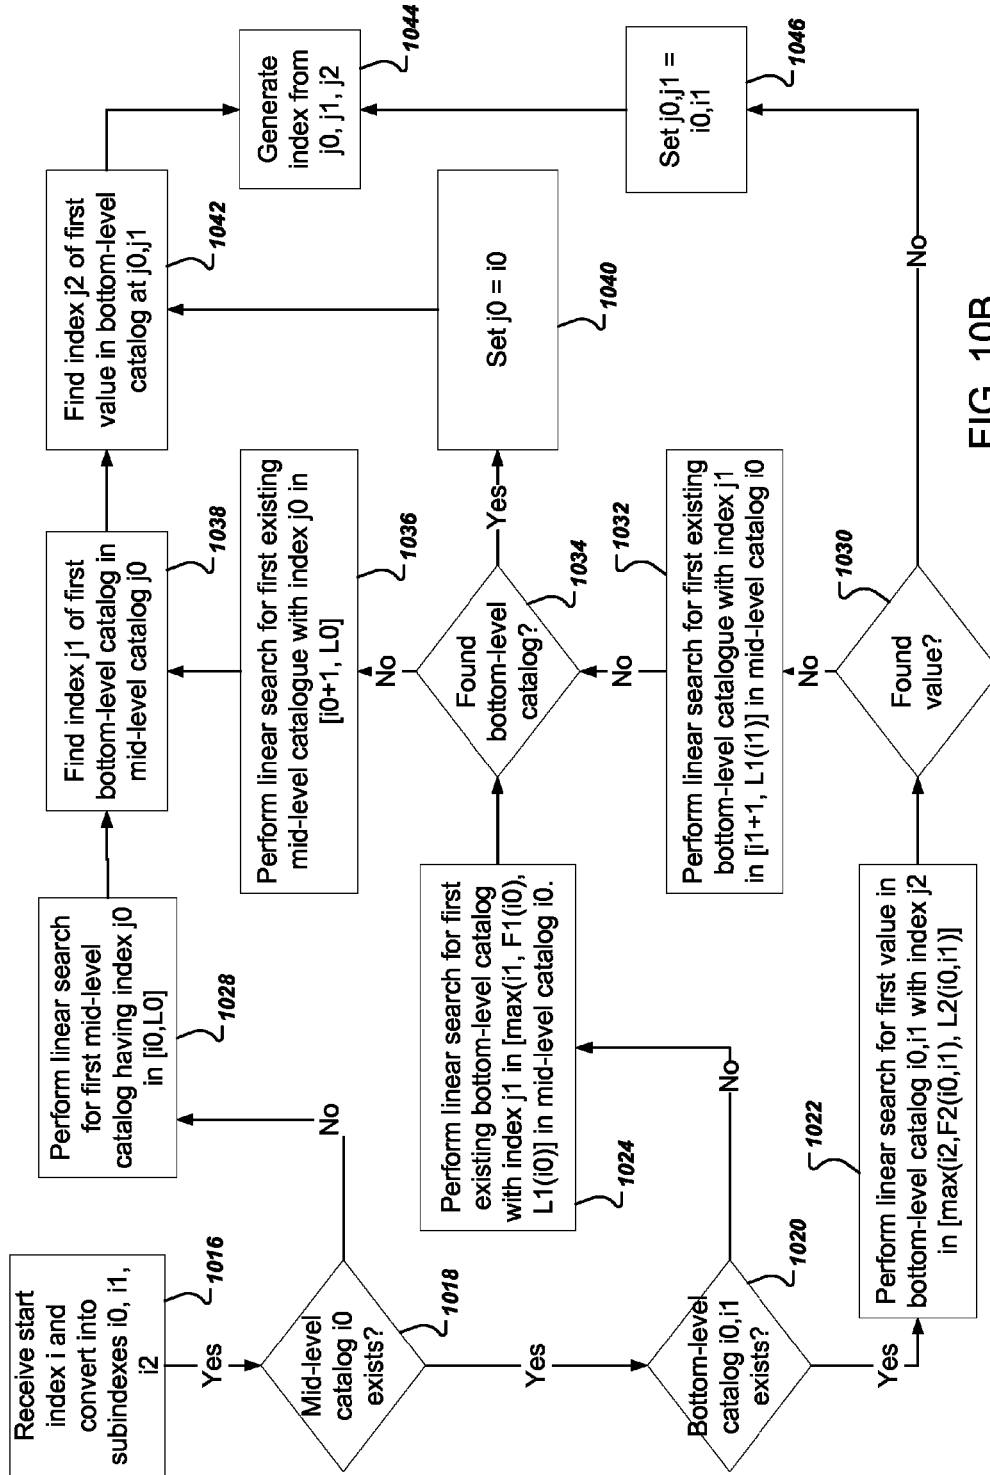 Receive start
index i and
convert into
subindexes i0, i1,
i2
1016
Yes
Mid-level
catalog i0
exists?
1018
No
Perform linear search
for first mid-level
catalog having index j0
in [i0,L0]
1028
Find index j1 of first
bottom-level catalog in
mid-level catalog j0
1038
Find index j2 of first
value in bottom-level
catalog at j0,j1
1042
Generate
index from
j0, j1, j2
1044
Yes
Bottom-level
catalog i0,i1
exists?
1020
No
Perform linear search for first
existing bottom-level catalog
with index j1 in [max(i1, F1(i0),
L1(i0)] in mid-level catalog i0.
1024
Found
bottom-level
catalog?
1034
No
Perform linear search for first existing
mid-level catalogue with index j0 in
[i0+1, L0]
1036
Yes
Set j0 = i0
1040
Yes
Perform linear search for first value in
bottom-level catalog i0,i1 with index j2
in [max(i2,F2(i0,i1), L2(i0,i1)]
1022
Found
value?
1030
No
Perform linear search for first existing
bottom-level catalogue with index j1
in [i1+1, L1(i1)] in mid-level catalog i0
1032
No
No
Set j0,j1 =
i0,i1
1046
FIG. 10B